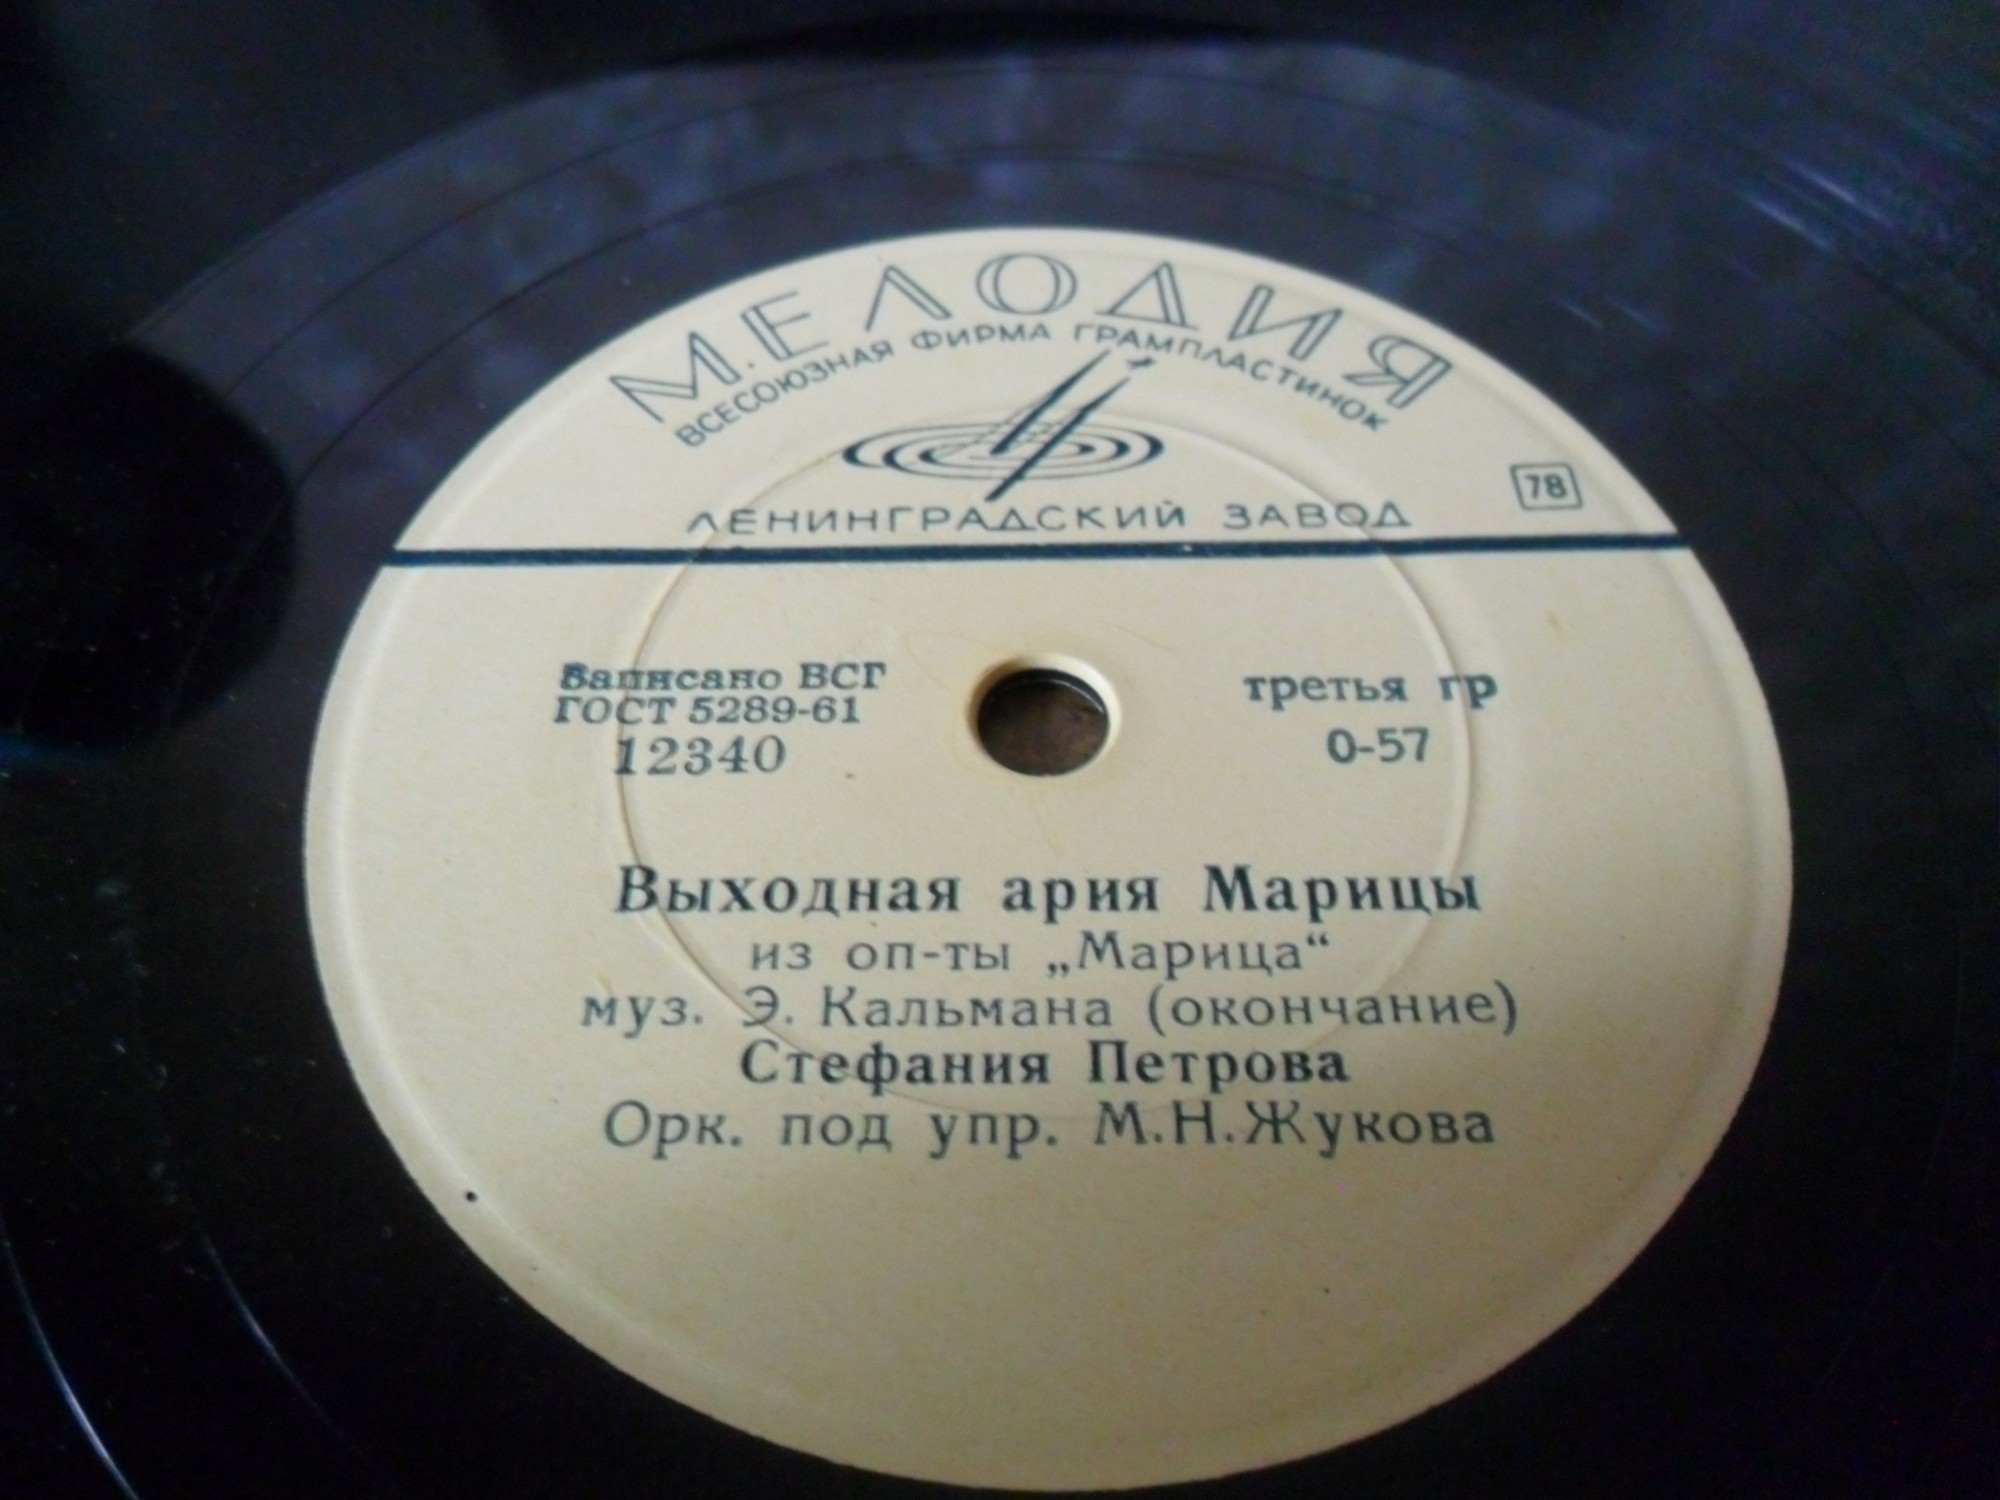 МЕЛОДИЯ
ВСЕСОЮЗНАЯ ФИРМА ГРАМПЛАСТИНОК
ЛЕНИНГРАДСКИЙ ЗАВОД
78
Записано ВСГ
ГОСТ 5289-61
12340
третья гр
0-57
Выходная ария Марицы
из оп-ты „Марица“
муз. Э. Кальмана (окончание)
Стефания Петрова
Орк. под упр. М.Н.Жукова